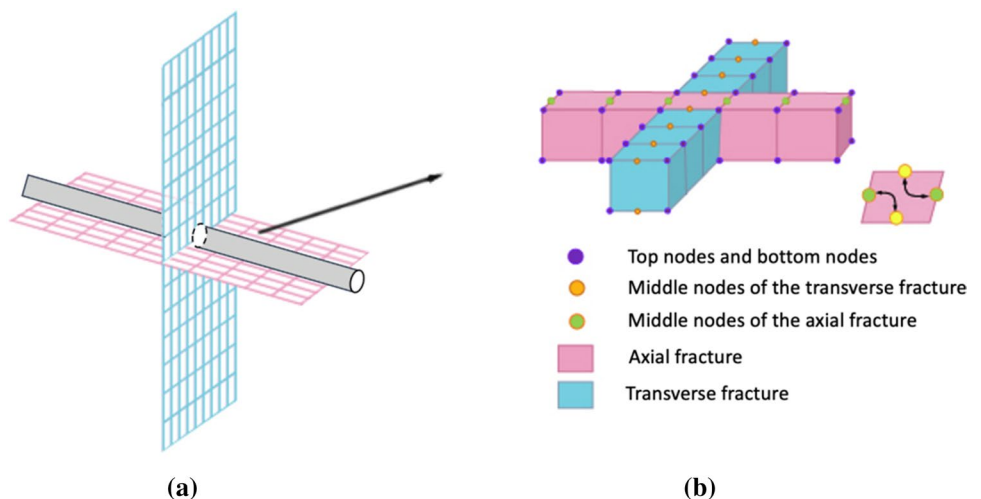 Top nodes and bottom nodes
Middle nodes of the transverse fracture
Middle nodes of the axial fracture
Axial fracture
Transverse fracture
(a)
(b)